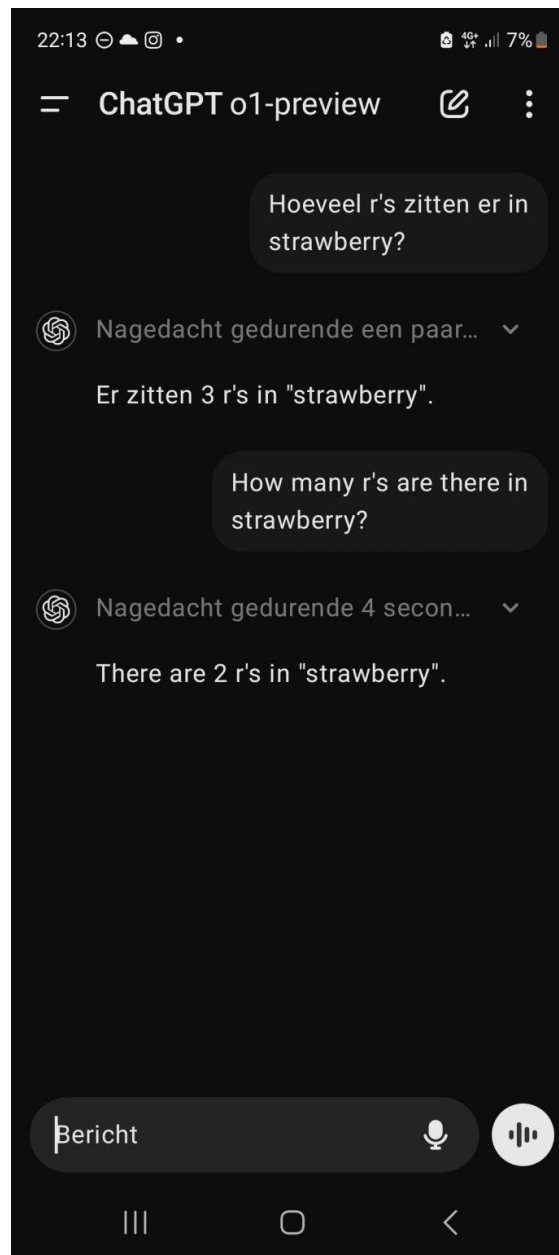 22:13 4G+ 7%
ChatGPT o1-preview
Hoeveel r's zitten er in
strawberry?
Nagedacht gedurende een paar...
Er zitten 3 r's in "strawberry".
How many r's are there in
strawberry?
Nagedacht gedurende 4 secon...
There are 2 r's in "strawberry".
Bericht